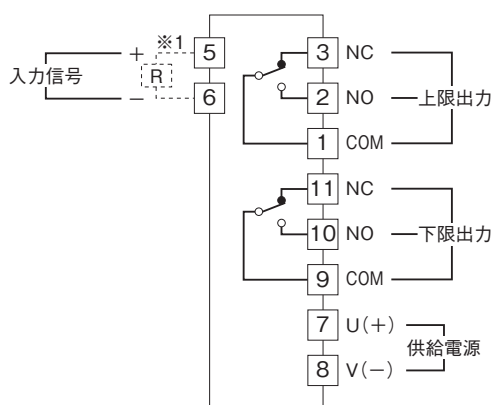 入力信号
+
−
※1
R
5
6
3 NC
2 NO
1 COM
上限出力
11 NC
10 NO
9 COM
下限出力
7 U(+)
8 V(−)
供給電源